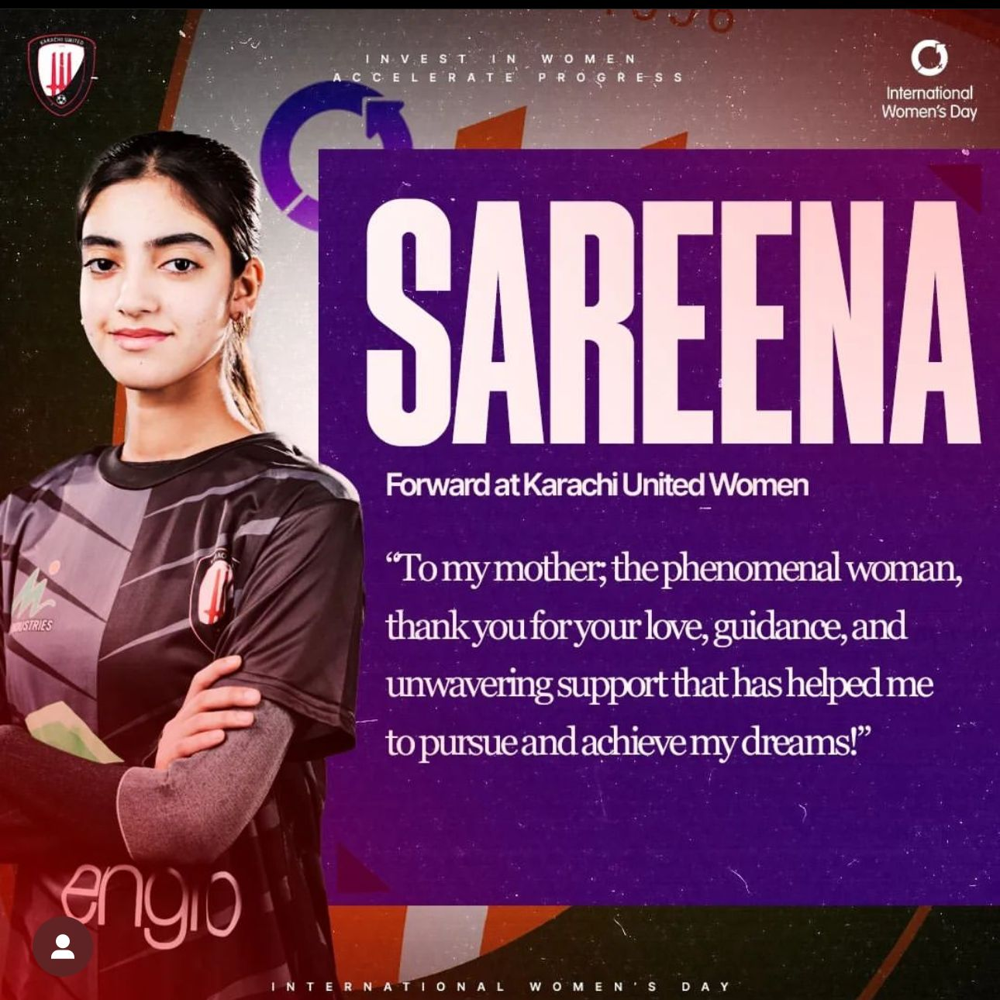 KARACHI UNITED
INVEST IN WOMEN
ACCELERATE PROGRESS
International
Women's Day
SAREENA
Forward at Karachi United Women
“To my mother; the phenomenal woman,
thank you for your love, guidance, and
unwavering support that has helped me
to pursue and achieve my dreams!”
engro
INTERNATIONAL WOMEN'S DAY